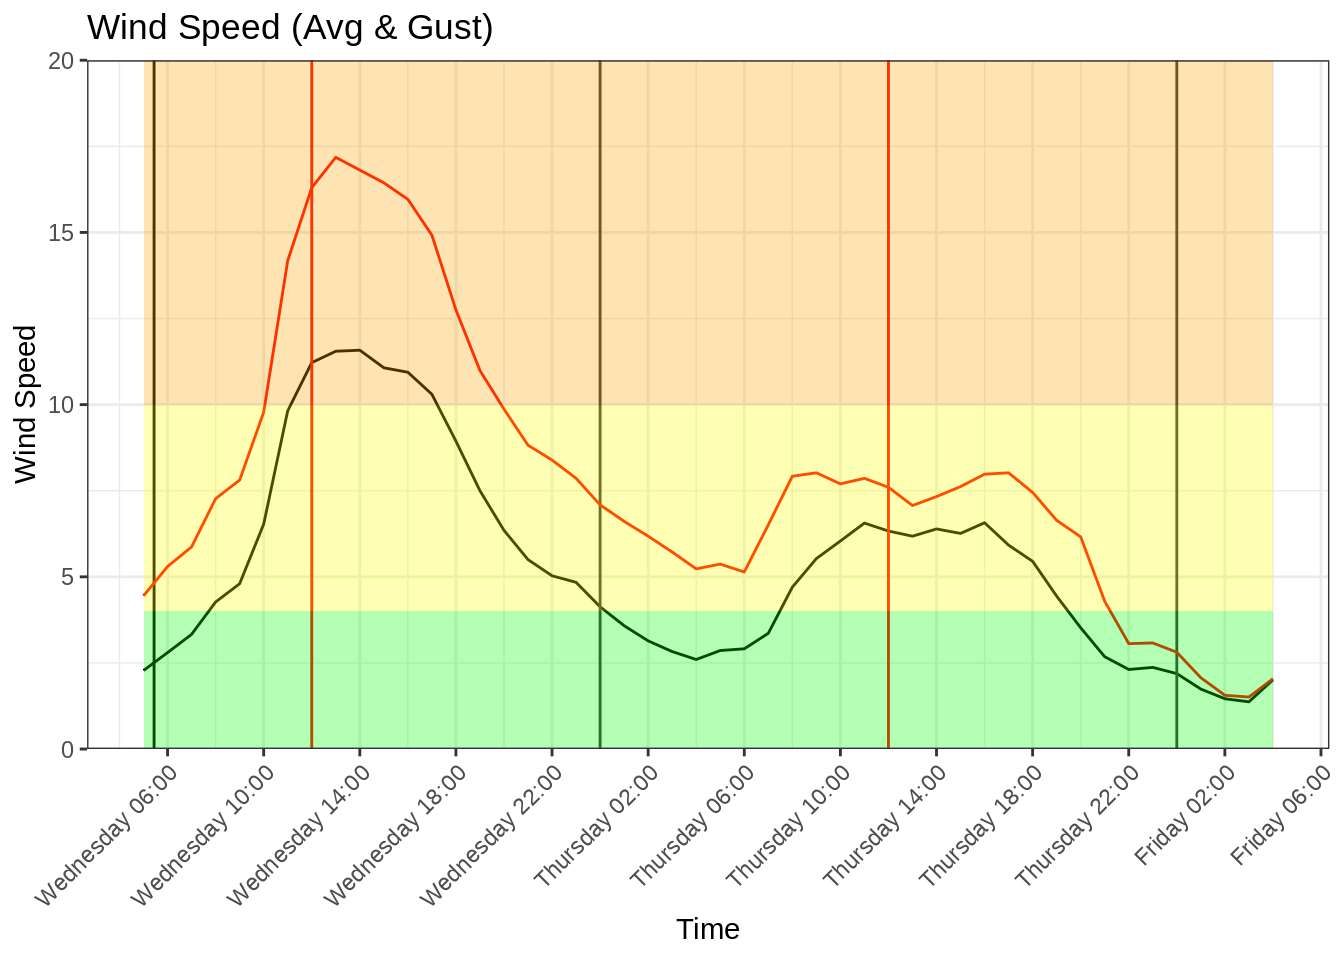 Wind Speed (Avg & Gust)
20
15
10
5
0
Wind Speed
Wednesday 06:00
Wednesday 10:00
Wednesday 14:00
Wednesday 18:00
Wednesday 22:00
Thursday 02:00
Thursday 06:00
Thursday 10:00
Thursday 14:00
Thursday 18:00
Thursday 22:00
Friday 02:00
Friday 06:00
Time